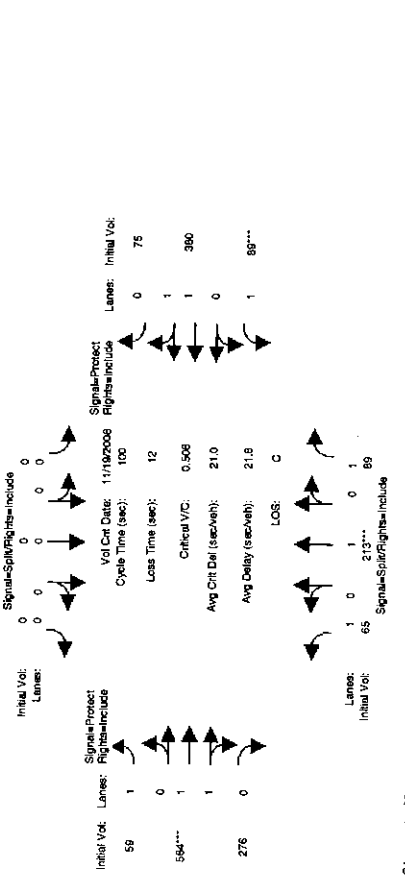 Signal=Split/Rights=Include
Initial Vol: 0 0 0
Lanes: 0 0 0 0 0
Signal=Protect
Rights=Include
Vol Cnt Date: 11/19/2008
Signal=Protect
Rights=Include
Initial Vol: Lanes:
Cycle Time (sec): 100
Lanes: Initial Vol:
59 1
0 75
Loss Time (sec): 12
0
1
584*** 1
Critical V/C: 0.508
1 380
1
Avg Crit Del (sec/veh): 21.0
0
276 0
Avg Delay (sec/veh): 21.8
1 89***
LOS: C
Lanes: 1 0 1 0 1
Initial Vol: 65 213*** 89
Signal=Split/Rights=Include